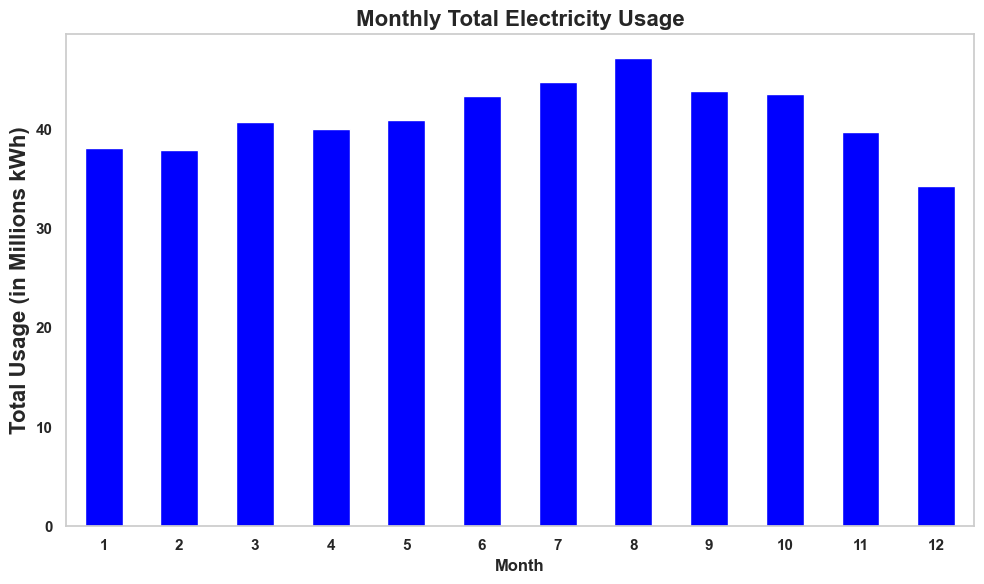 Monthly Total Electricity Usage
Total Usage (in Millions kWh)
40
30
20
10
0
1 2 3 4 5 6 7 8 9 10 11 12
Month